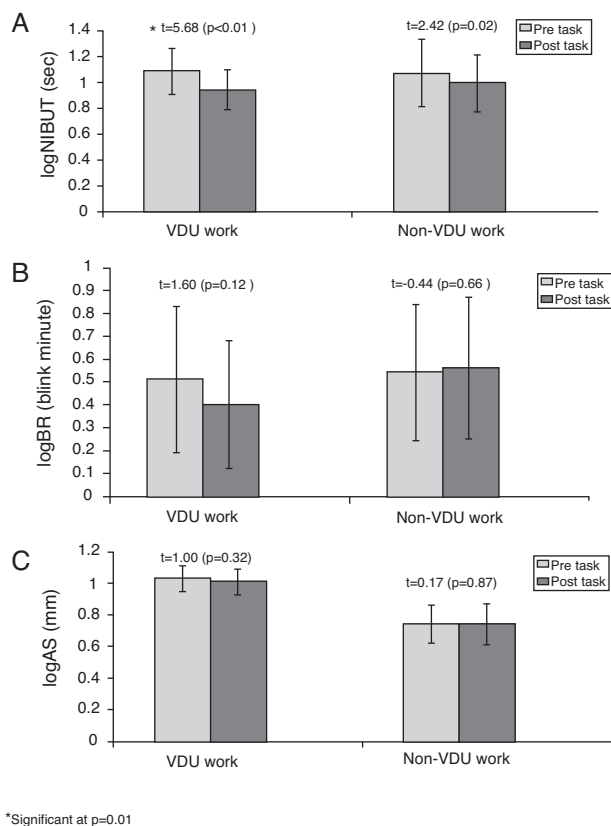 A
1.4
1.2
1
0.8
0.6
0.4
0.2
0
logNIBUT (sec)
* t=5.68 (p<0.01 )
t=2.42 (p=0.02)
Pre task
Post task
VDU work
Non-VDU work
B
1
0.9
0.8
0.7
0.6
0.5
0.4
0.3
0.2
0.1
0
logBR (blink minute)
t=1.60 (p=0.12 )
t=-0.44 (p=0.66 )
Pre task
Post task
VDU work
Non-VDU work
C
1.2
1
0.8
0.6
0.4
0.2
0
logAS (mm)
t=1.00 (p=0.32)
t=0.17 (p=0.87)
Pre task
Post task
VDU work
Non-VDU work
*Significant at p=0.01